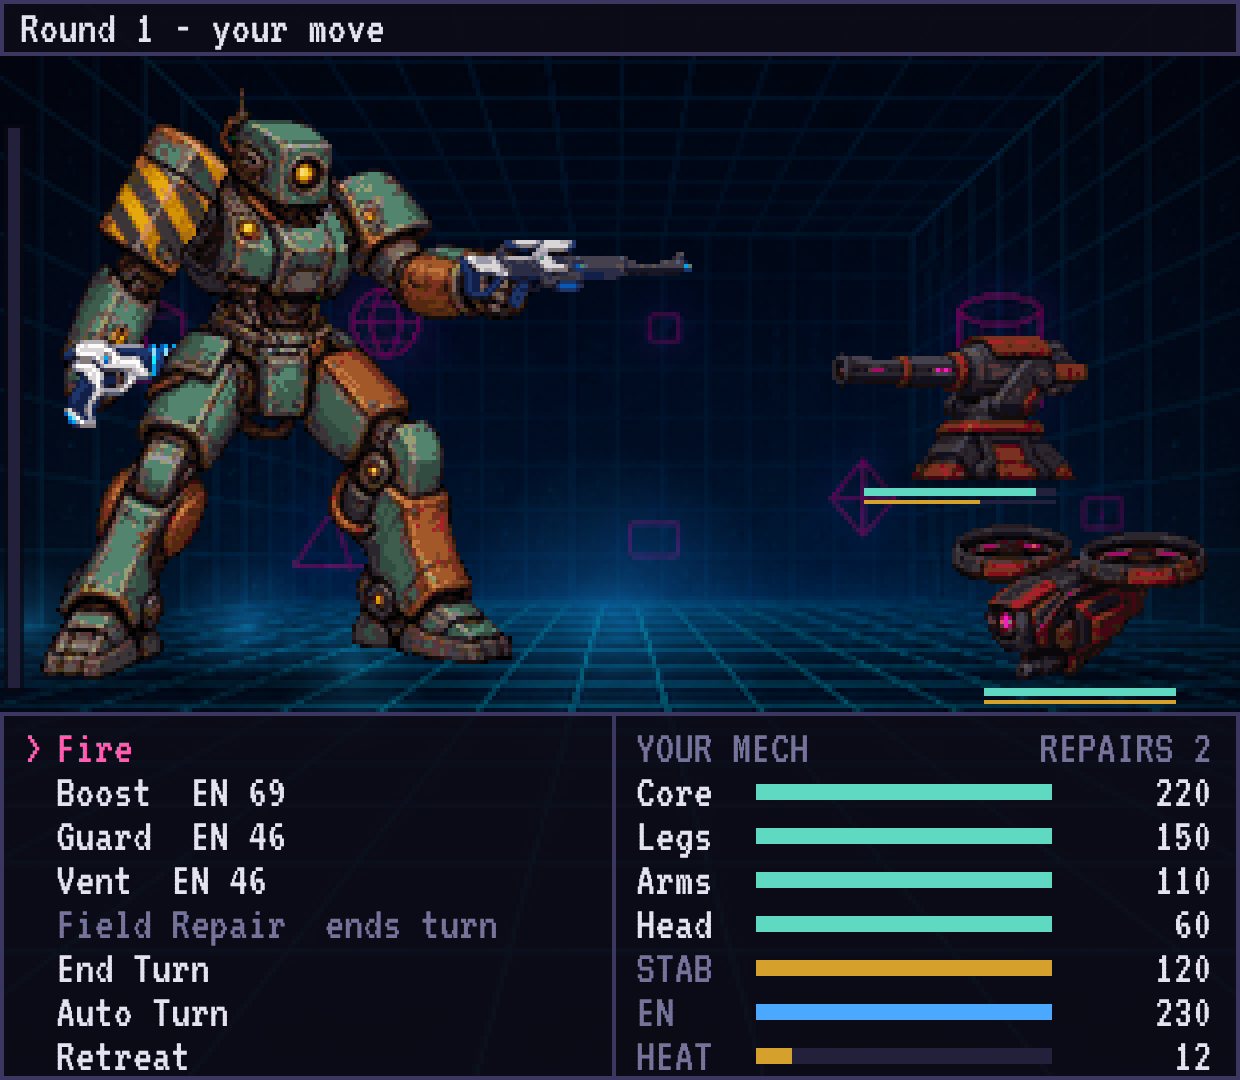 Round 1 - your move
> Fire
Boost EN 69
Guard EN 46
Vent EN 46
Field Repair ends turn
End Turn
Auto Turn
Retreat
YOUR MECH REPAIRS 2
Core 220
Legs 150
Arms 110
Head 60
STAB 120
EN 230
HEAT 12